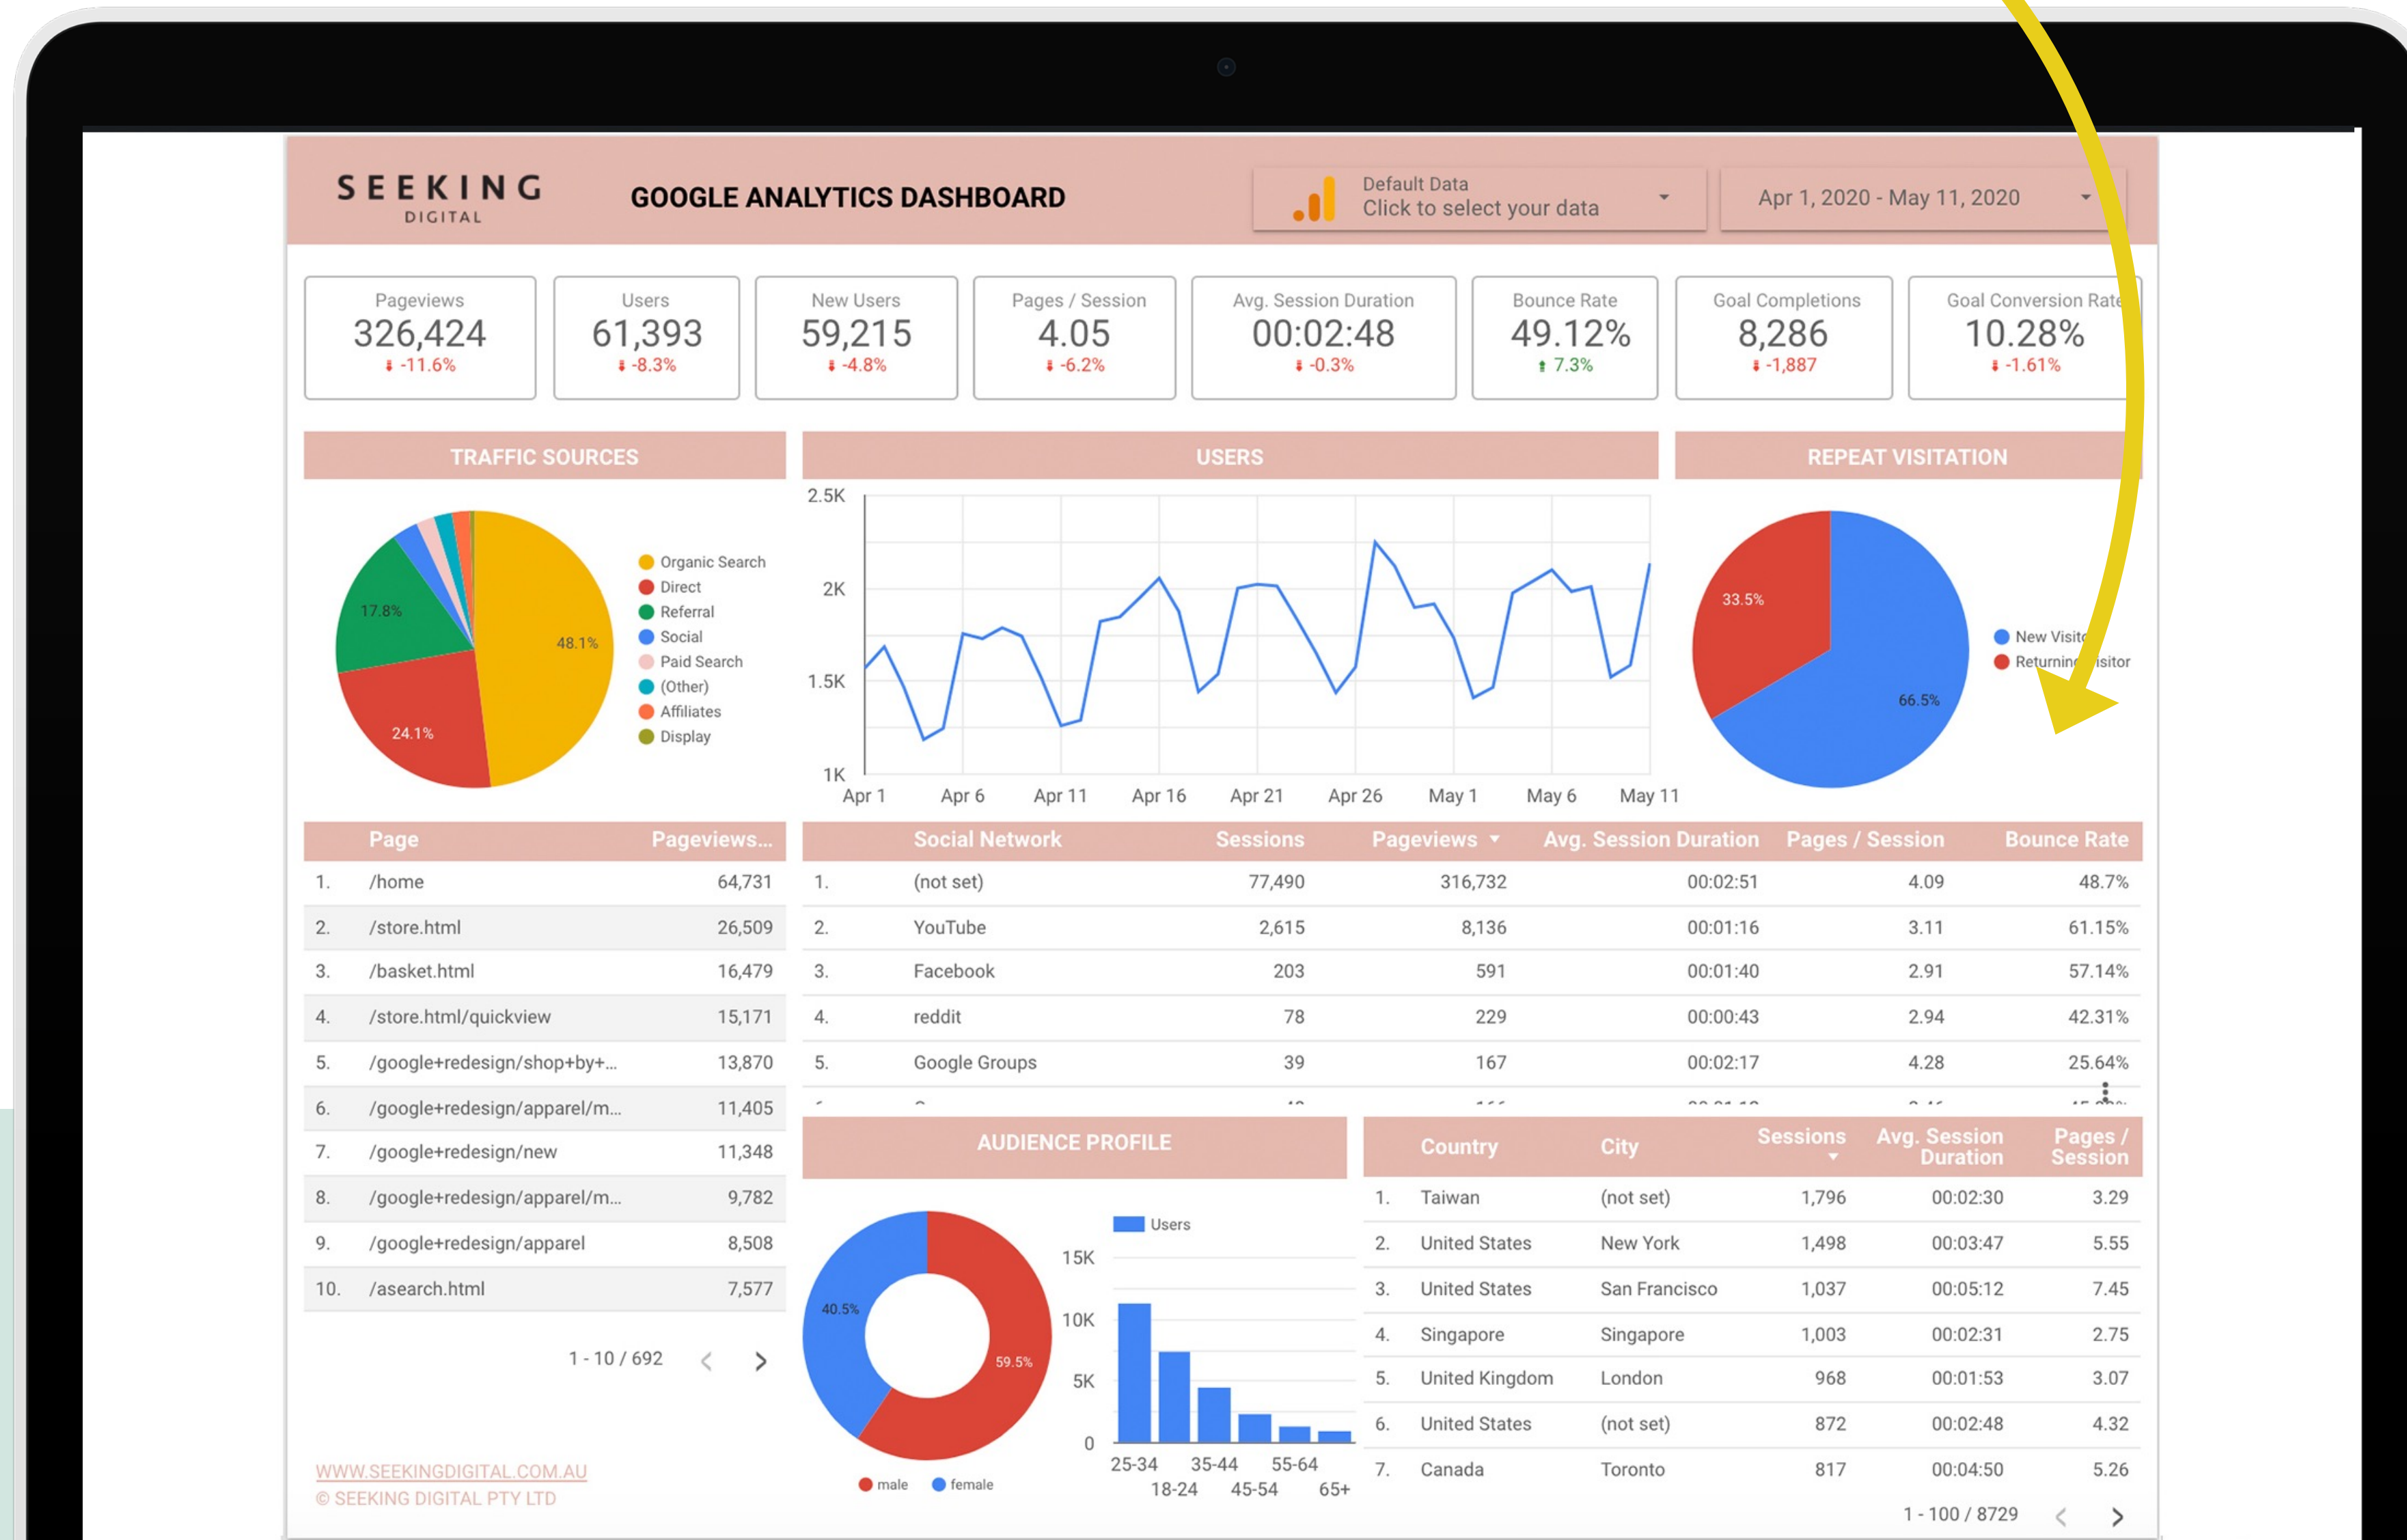 SEEKING
DIGITAL
GOOGLE ANALYTICS DASHBOARD
Default Data
Click to select your data
Apr 1, 2020 - May 11, 2020
Pageviews
326,424
-11.6%
Users
61,393
-8.3%
New Users
59,215
-4.8%
Pages / Session
4.05
-6.2%
Avg. Session Duration
00:02:48
-0.3%
Bounce Rate
49.12%
7.3%
Goal Completions
8,286
-1,887
Goal Conversion Rate
10.28%
-1.61%
TRAFFIC SOURCES
17.8%
48.1%
24.1%
Organic Search
Direct
Referral
Social
Paid Search
(Other)
Affiliates
Display
USERS
2.5K
2K
1.5K
1K
Apr 1 Apr 6 Apr 11 Apr 16 Apr 21 Apr 26 May 1 May 6 May 11
REPEAT VISITATION
33.5%
66.5%
New
Returning
Page Pageviews...
1. /home 64,731
2. /store.html 26,509
3. /basket.html 16,479
4. /store.html/quickview 15,171
5. /google+redesign/shop+by+... 13,870
6. /google+redesign/apparel/m... 11,405
7. /google+redesign/new 11,348
8. /google+redesign/apparel/m... 9,782
9. /google+redesign/apparel 8,508
10. /asearch.html 7,577
1 - 10 / 692
Social Network Sessions Pageviews Avg. Session Duration Pages / Session Bounce Rate
1. (not set) 77,490 316,732 00:02:51 4.09 48.7%
2. YouTube 2,615 8,136 00:01:16 3.11 61.15%
3. Facebook 203 591 00:01:40 2.91 57.14%
4. reddit 78 229 00:00:43 2.94 42.31%
5. Google Groups 39 167 00:02:17 4.28 25.64%
AUDIENCE PROFILE
40.5%
59.5%
male female
Users
15K
10K
5K
0
25-34 35-44 55-64
18-24 45-54 65+
Country City Sessions Avg. Session Duration Pages / Session
1. Taiwan (not set) 1,796 00:02:30 3.29
2. United States New York 1,498 00:03:47 5.55
3. United States San Francisco 1,037 00:05:12 7.45
4. Singapore Singapore 1,003 00:02:31 2.75
5. United Kingdom London 968 00:01:53 3.07
6. United States (not set) 872 00:02:48 4.32
7. Canada Toronto 817 00:04:50 5.26
1 - 100 / 8729
WWW.SEEKINGDIGITAL.COM.AU
© SEEKING DIGITAL PTY LTD